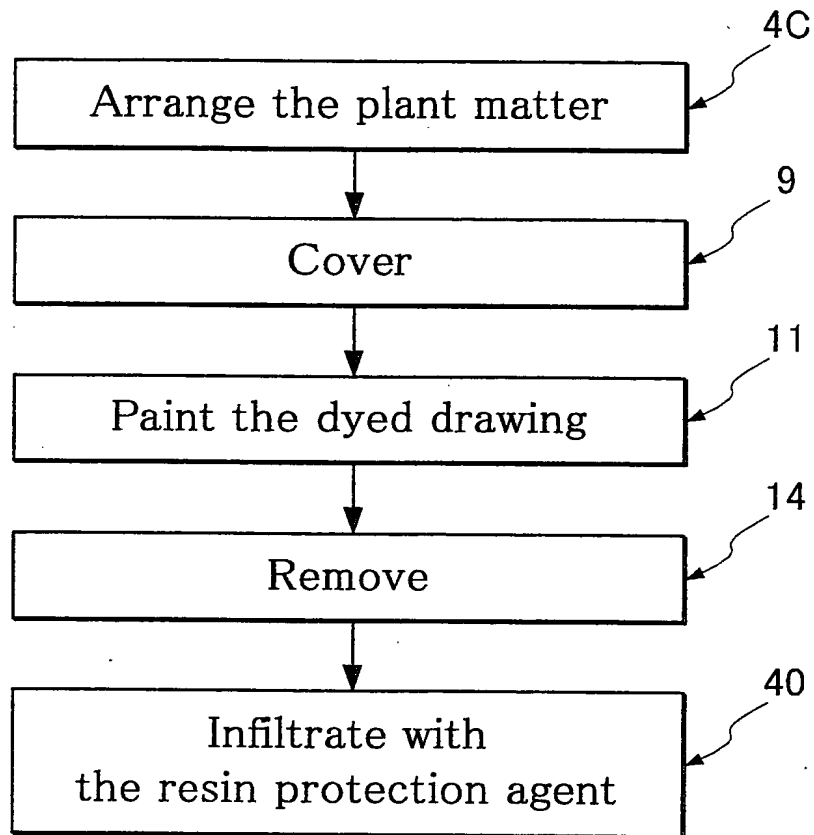 4C
Arrange the plant matter
9
Cover
11
Paint the dyed drawing
14
Remove
40
Infiltrate with
the resin protection agent